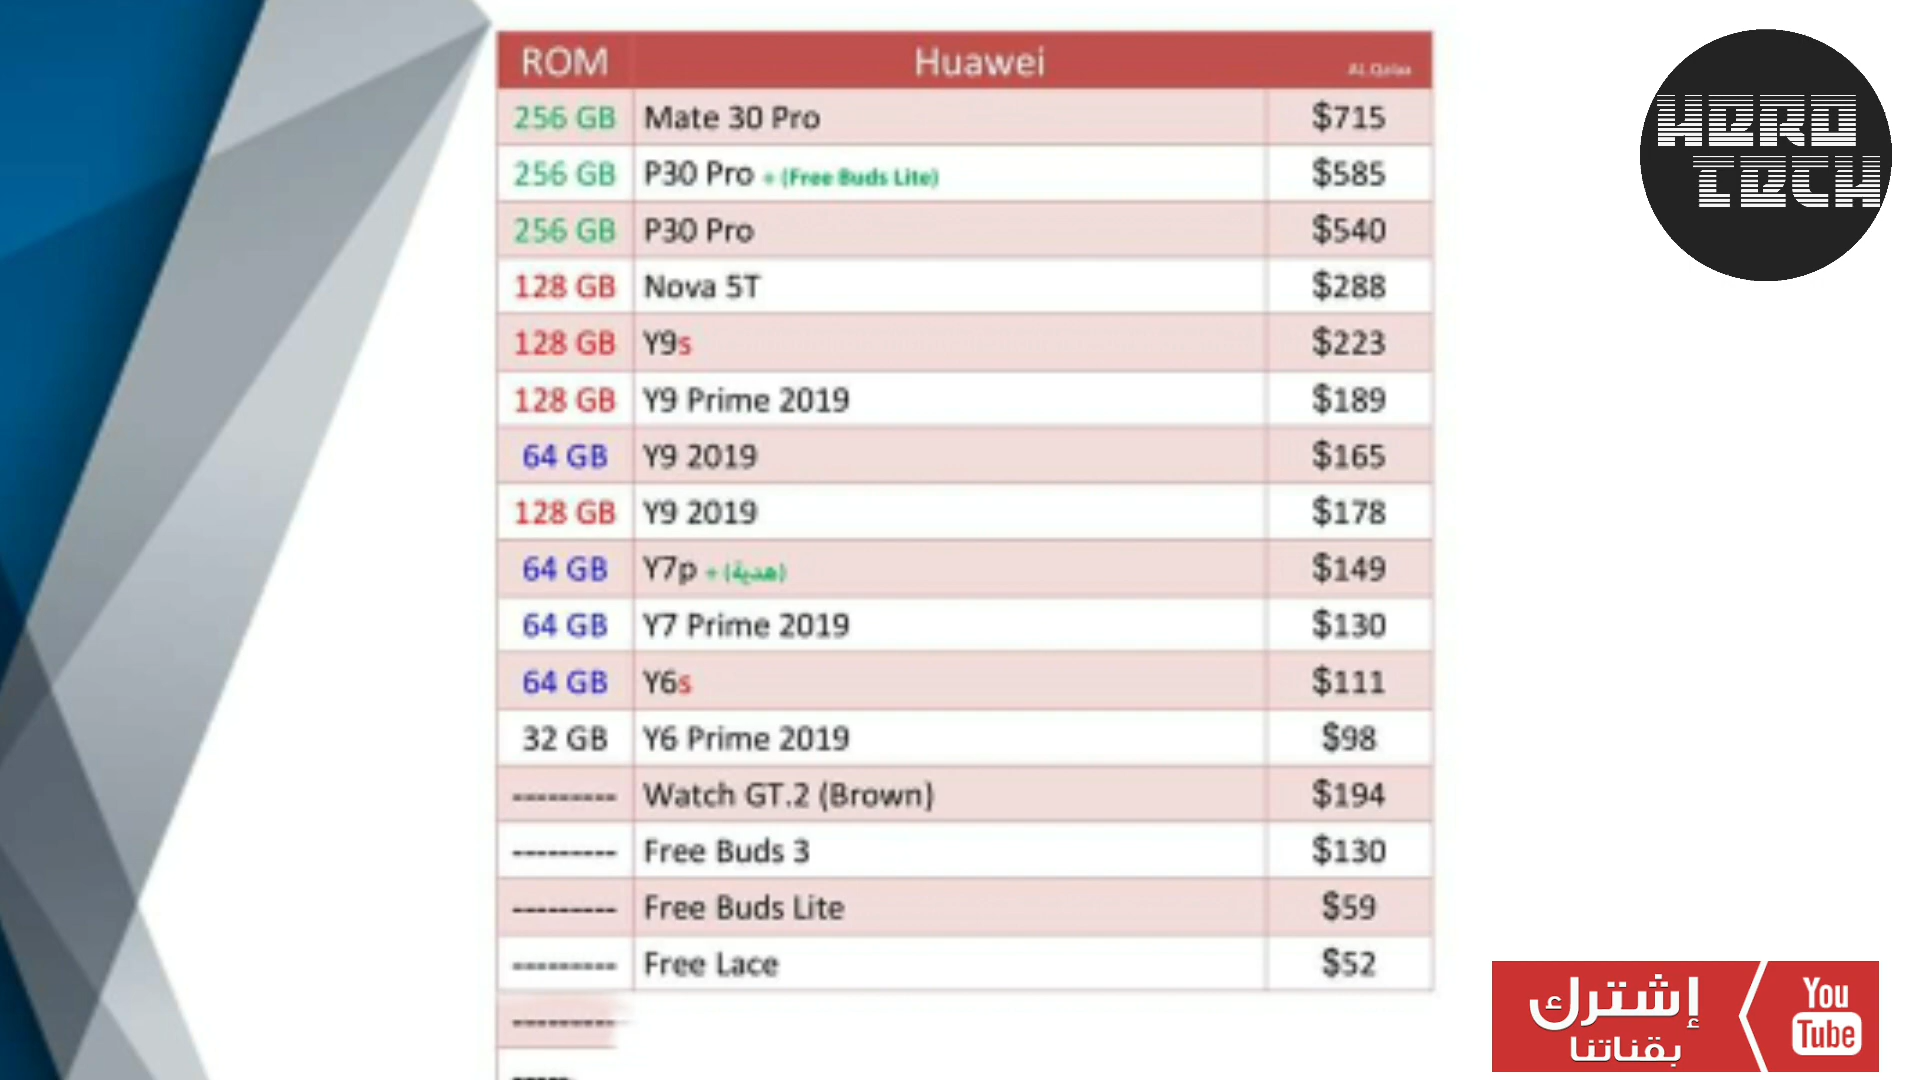 ROM Huawei AL Qalaa
256 GB Mate 30 Pro $715
256 GB P30 Pro + (Free Buds Lite) $585
256 GB P30 Pro $540
128 GB Nova 5T $288
128 GB Y9s $223
128 GB Y9 Prime 2019 $189
64 GB Y9 2019 $165
128 GB Y9 2019 $178
64 GB Y7p + (هدية) $149
64 GB Y7 Prime 2019 $130
64 GB Y6s $111
32 GB Y6 Prime 2019 $98
--------- Watch GT.2 (Brown) $194
--------- Free Buds 3 $130
--------- Free Buds Lite $59
--------- Free Lace $52
---------
HERO
TECH
إشترك
بقناتنا
You
Tube